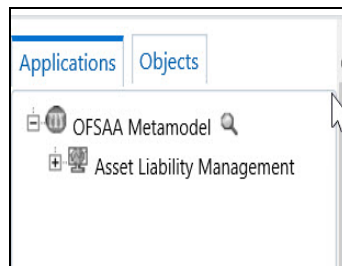 Applications Objects
OFSAA Metamodel
Asset Liability Management